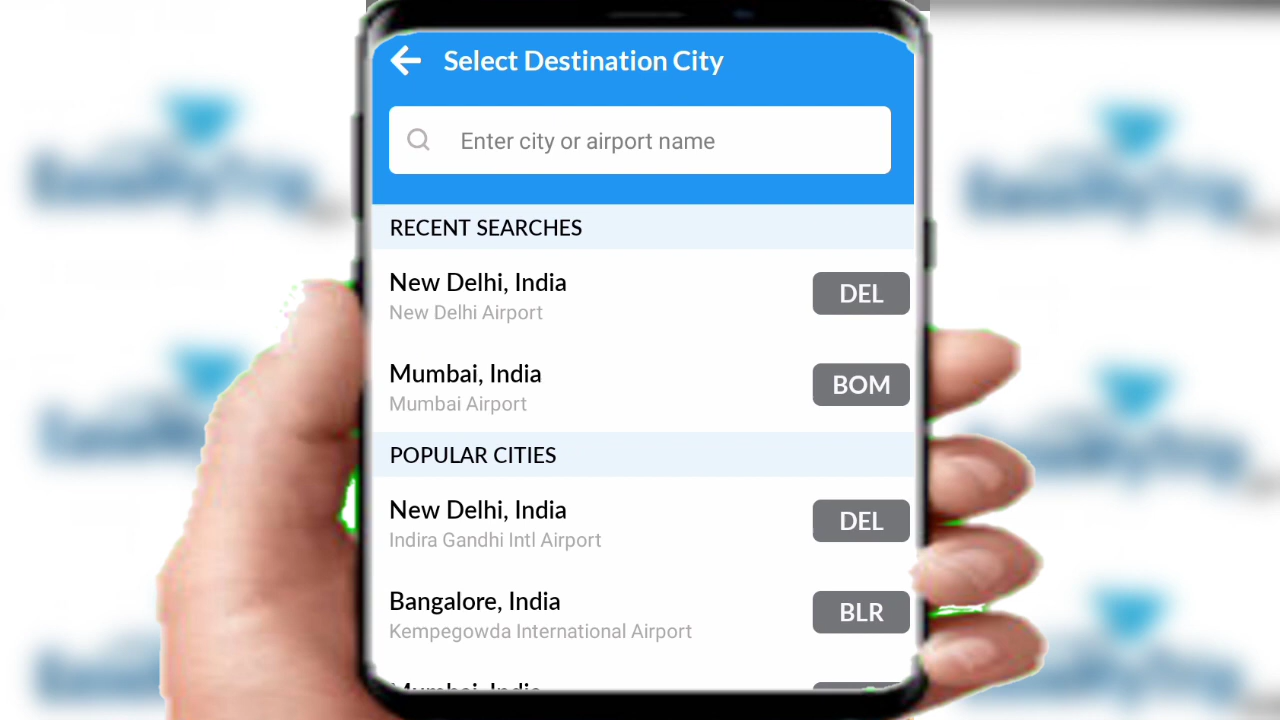 Select Destination City
Enter city or airport name
RECENT SEARCHES
New Delhi, India
DEL
New Delhi Airport
Mumbai, India
BOM
Mumbai Airport
POPULAR CITIES
New Delhi, India
DEL
Indira Gandhi Intl Airport
Bangalore, India
BLR
Kempegowda International Airport
Mumbai, India